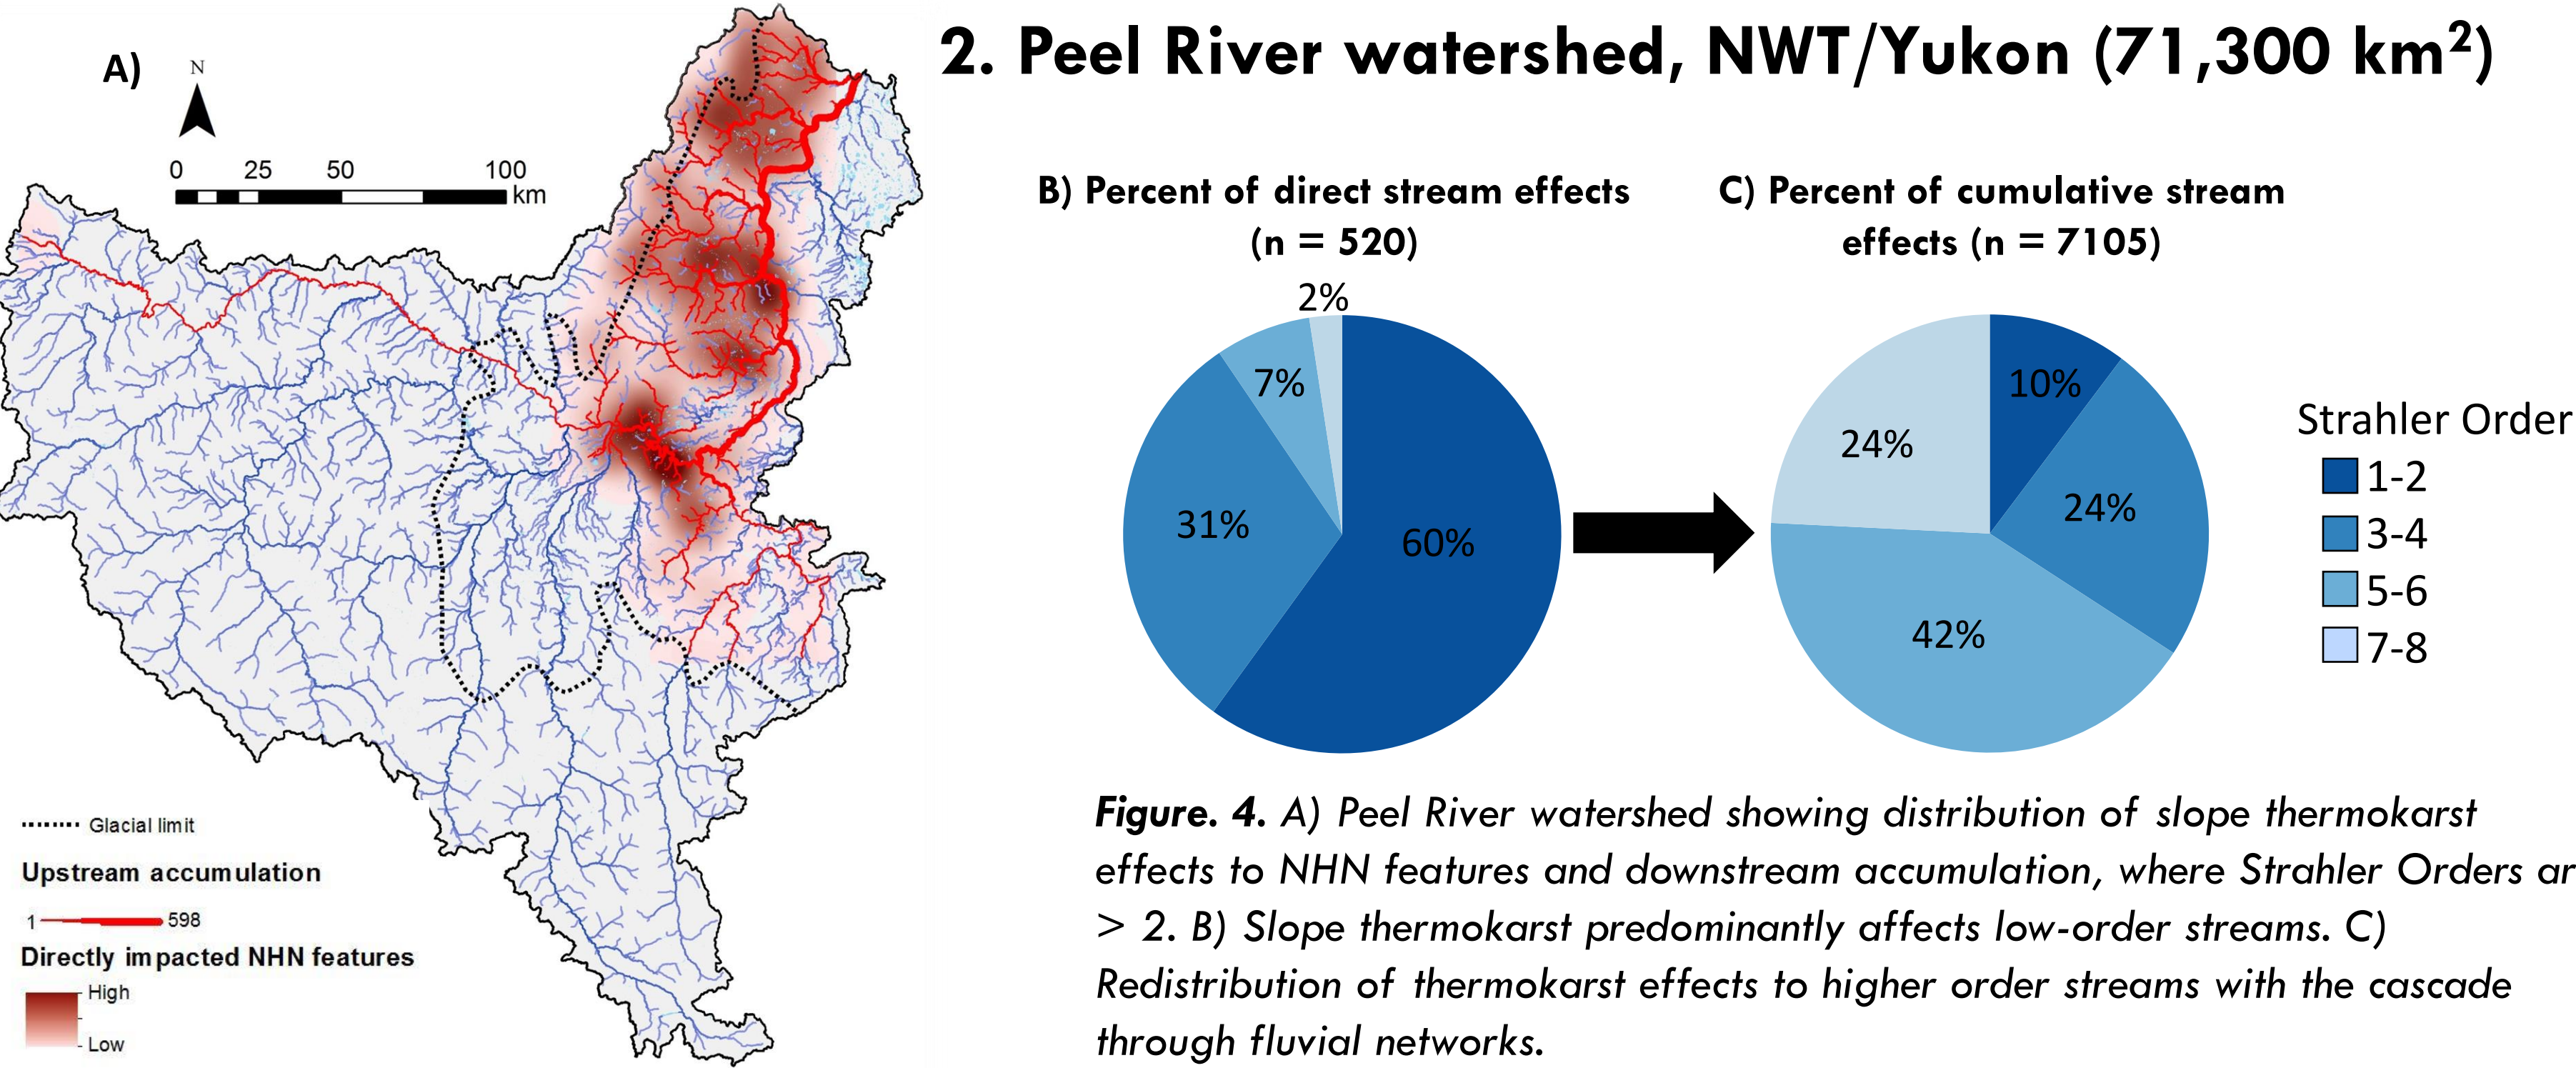 2. Peel River watershed, NWT/Yukon (71,300 km²)
A)
N
0 25 50 100
km
Glacial limit
Upstream accumulation
1 598
Directly impacted NHN features
High
Low
B) Percent of direct stream effects
(n = 520)
2%
7%
31%
60%
C) Percent of cumulative stream
effects (n = 7105)
10%
24%
24%
42%
Strahler Order
1-2
3-4
5-6
7-8
Figure. 4. A) Peel River watershed showing distribution of slope thermokarst
effects to NHN features and downstream accumulation, where Strahler Orders ar
> 2. B) Slope thermokarst predominantly affects low-order streams. C)
Redistribution of thermokarst effects to higher order streams with the cascade
through fluvial networks.